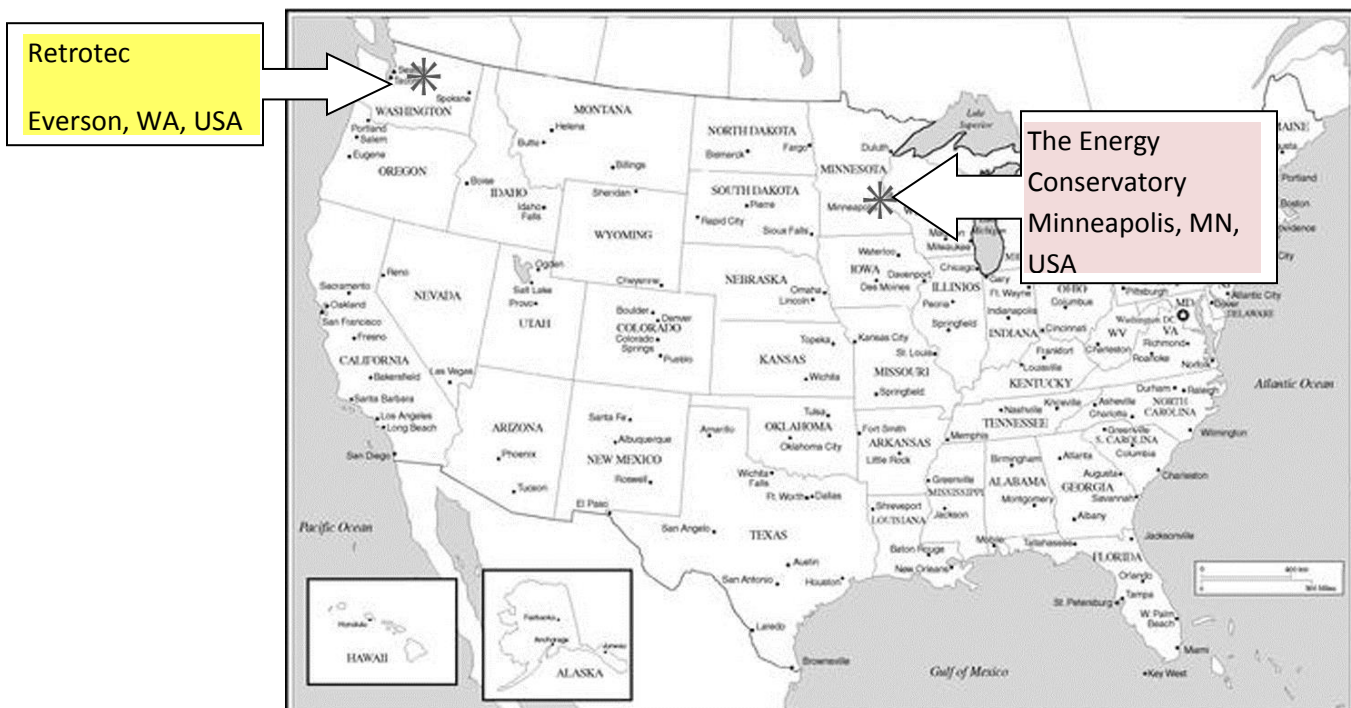 Retrotec
Everson, WA, USA
The Energy
Conservatory
Minneapolis, MN,
USA
Lake
Superior
Spokane
WASHINGTON
Portland
Salem
Eugene
OREGON
MONTANA
Helena
Butte
Billings
Boise
IDAHO
Idaho
Falls
NORTH DAKOTA
Bismarck
Fargo
Duluth
MINNESOTA
Minneapolis
SOUTH DAKOTA
Pierre
Rapid City
Sioux Falls
Sheridan
WYOMING
Cheyenne
Milwaukee
Portland
Boston
City
Reno
NEVADA
Sacramento
Oakland
San Francisco
Fresno
CALIFORNIA
Bakersfield
Las Vegas
Santa Barbara
Los Angeles
Long Beach
San Diego
Ogden
Salt Lake
Provo
UTAH
Boulder
Denver
COLORADO
Colorado
Springs
Pueblo
NEBRASKA
Omaha
Lincoln
Waterloo
IOWA
Davenport
Des Moines
Chicago
ILLINIOS
Peoria
Springfield
Gary
Ft. Wayne
Indianapolis
INDIANA
OHIO
Columbus
Cincinnati
Pittsburgh
MD
Atlantic City
Dover
DELAWARE
Washington DC
WV
VA
Charleston
Richmond
Roanoke
Norfolk
Topeka
KANSAS
Wichita
Kansas City
St. Louis
MISSOURI
Springfield
Frankfort
Louisville
KENTUCKY
Durham
Raleigh
NORTH
CAROLINA
Asheville
Charlotte
Knoxville
Nashville
TENNESSEE
Memphis
Greenville
S. CAROLINA
Columbia
Wilmington
Charleston
Atlantic Ocean
ARIZONA
Phoenix
Tucson
Santa Fe
Albuquerque
NEW MEXICO
Roswell
El Paso
Amarillo
Tulsa
OKLAHOMA
Oklahoma City
Wichita
Falls
Ft. Worth
Dallas
Fort Smith
ARKANSAS
Little Rock
Birmingham
ALABAMA
Montgomery
Atlanta
Augusta
GEORGIA
Savannah
Albany
Greenville
MISSISSIPPI
Jackson
Shreveport
LOUISIANA
Baton Rouge
New Orleans
Mobile
Tallahassee
Jacksonville
FLORIDA
Orlando
Tampa
St. Petersburg
W. Palm
Beach
Miami
Key West
San Angelo
TEXAS
Austin
San Antonio
Houston
Laredo
Brownsville
Pacific Ocean
Gulf of Mexico
Honolulu
HAWAII
Fairbanks
Anchorage
Juneau
ALASKA